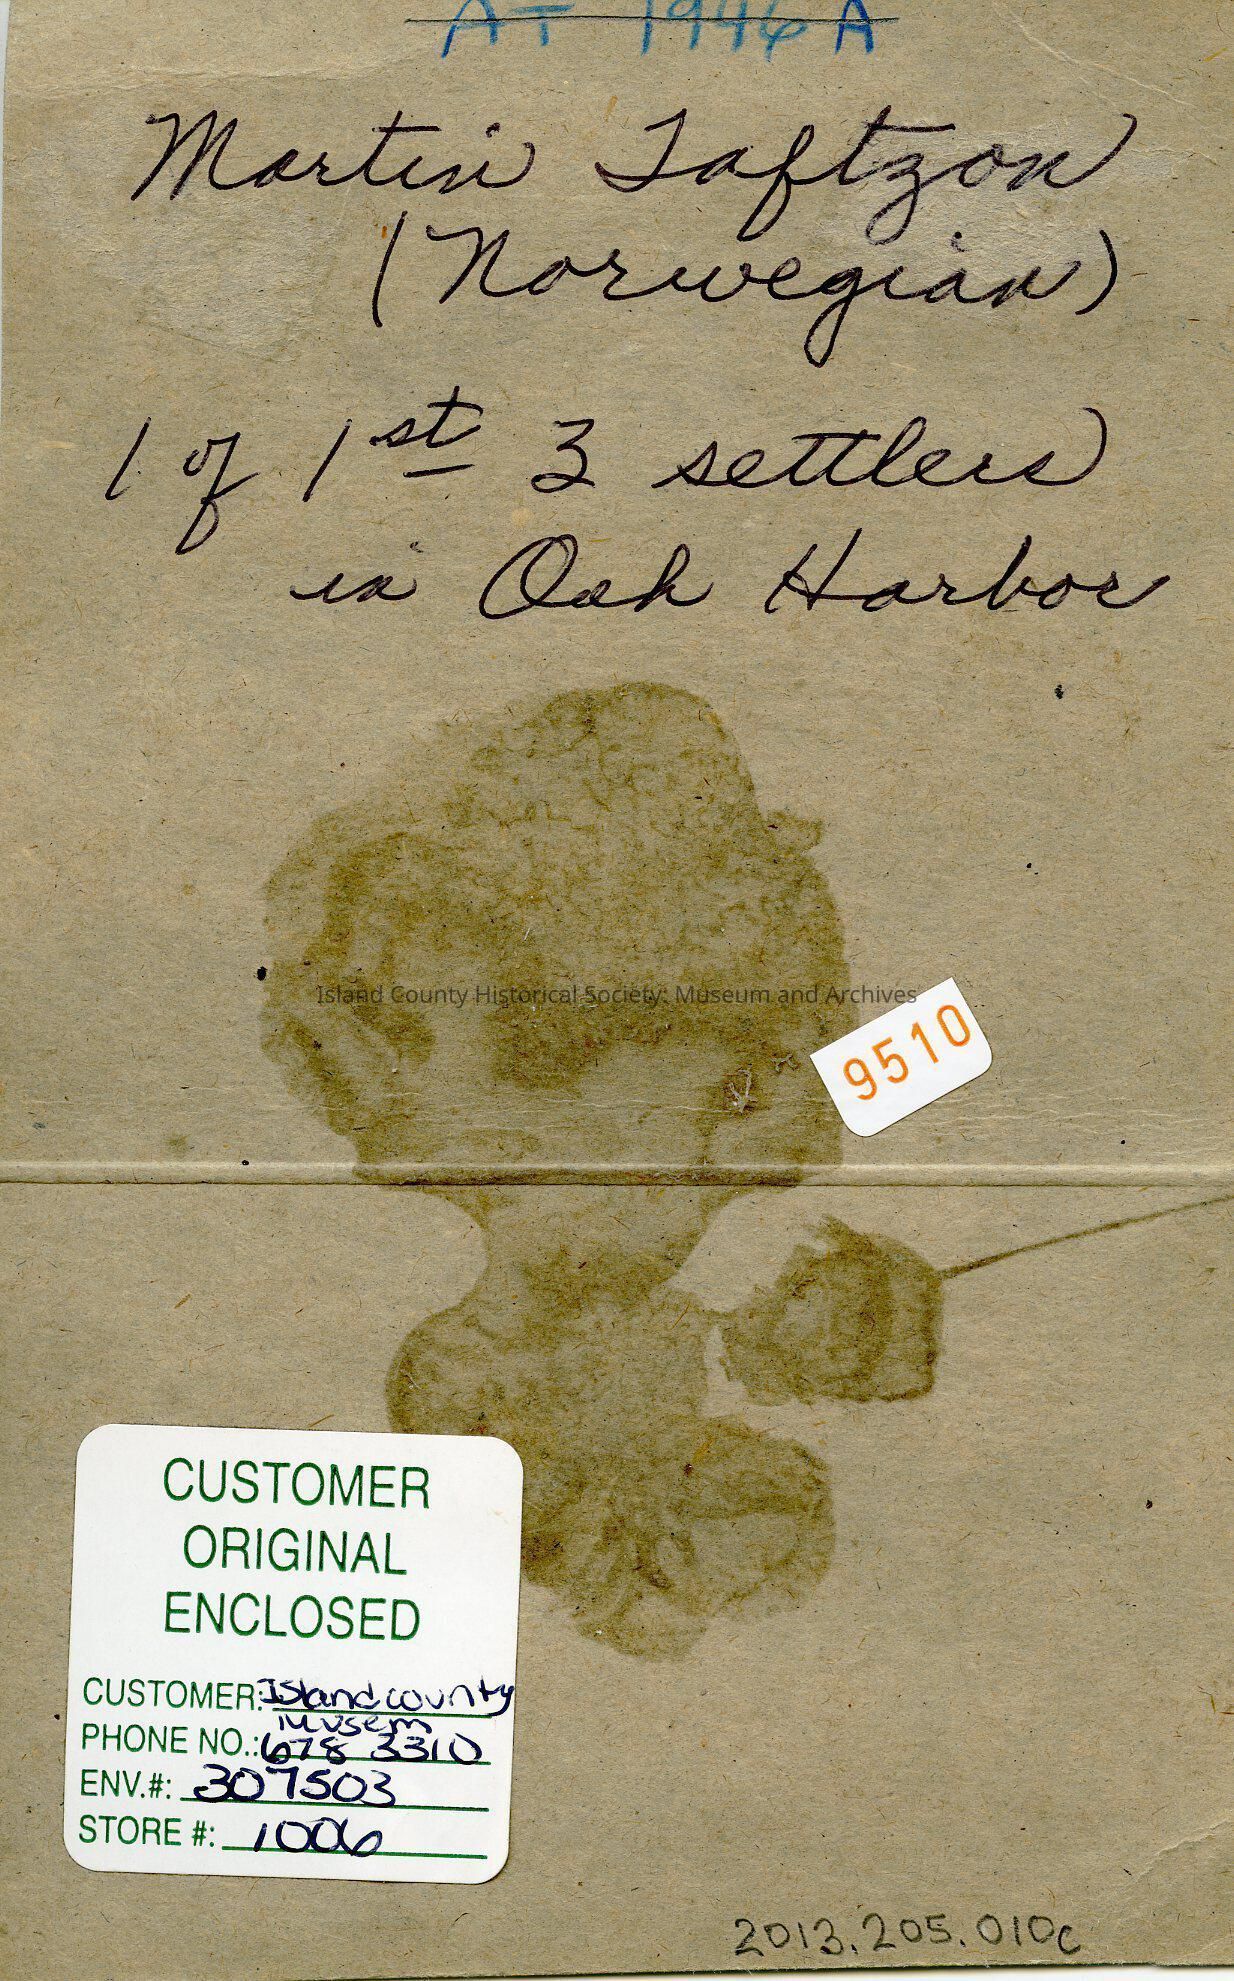 AT 1946A
Martin Taftzon
(Norwegian)
1 of 1st 3 settlers
in Oak Harbor
Island County Historical Society: Museum and Archives
9510
CUSTOMER
ORIGINAL
ENCLOSED
CUSTOMER: Island county
Musem
PHONE NO.: 678 3310
ENV.#: 307503
STORE #: 1006
2013.205.010c